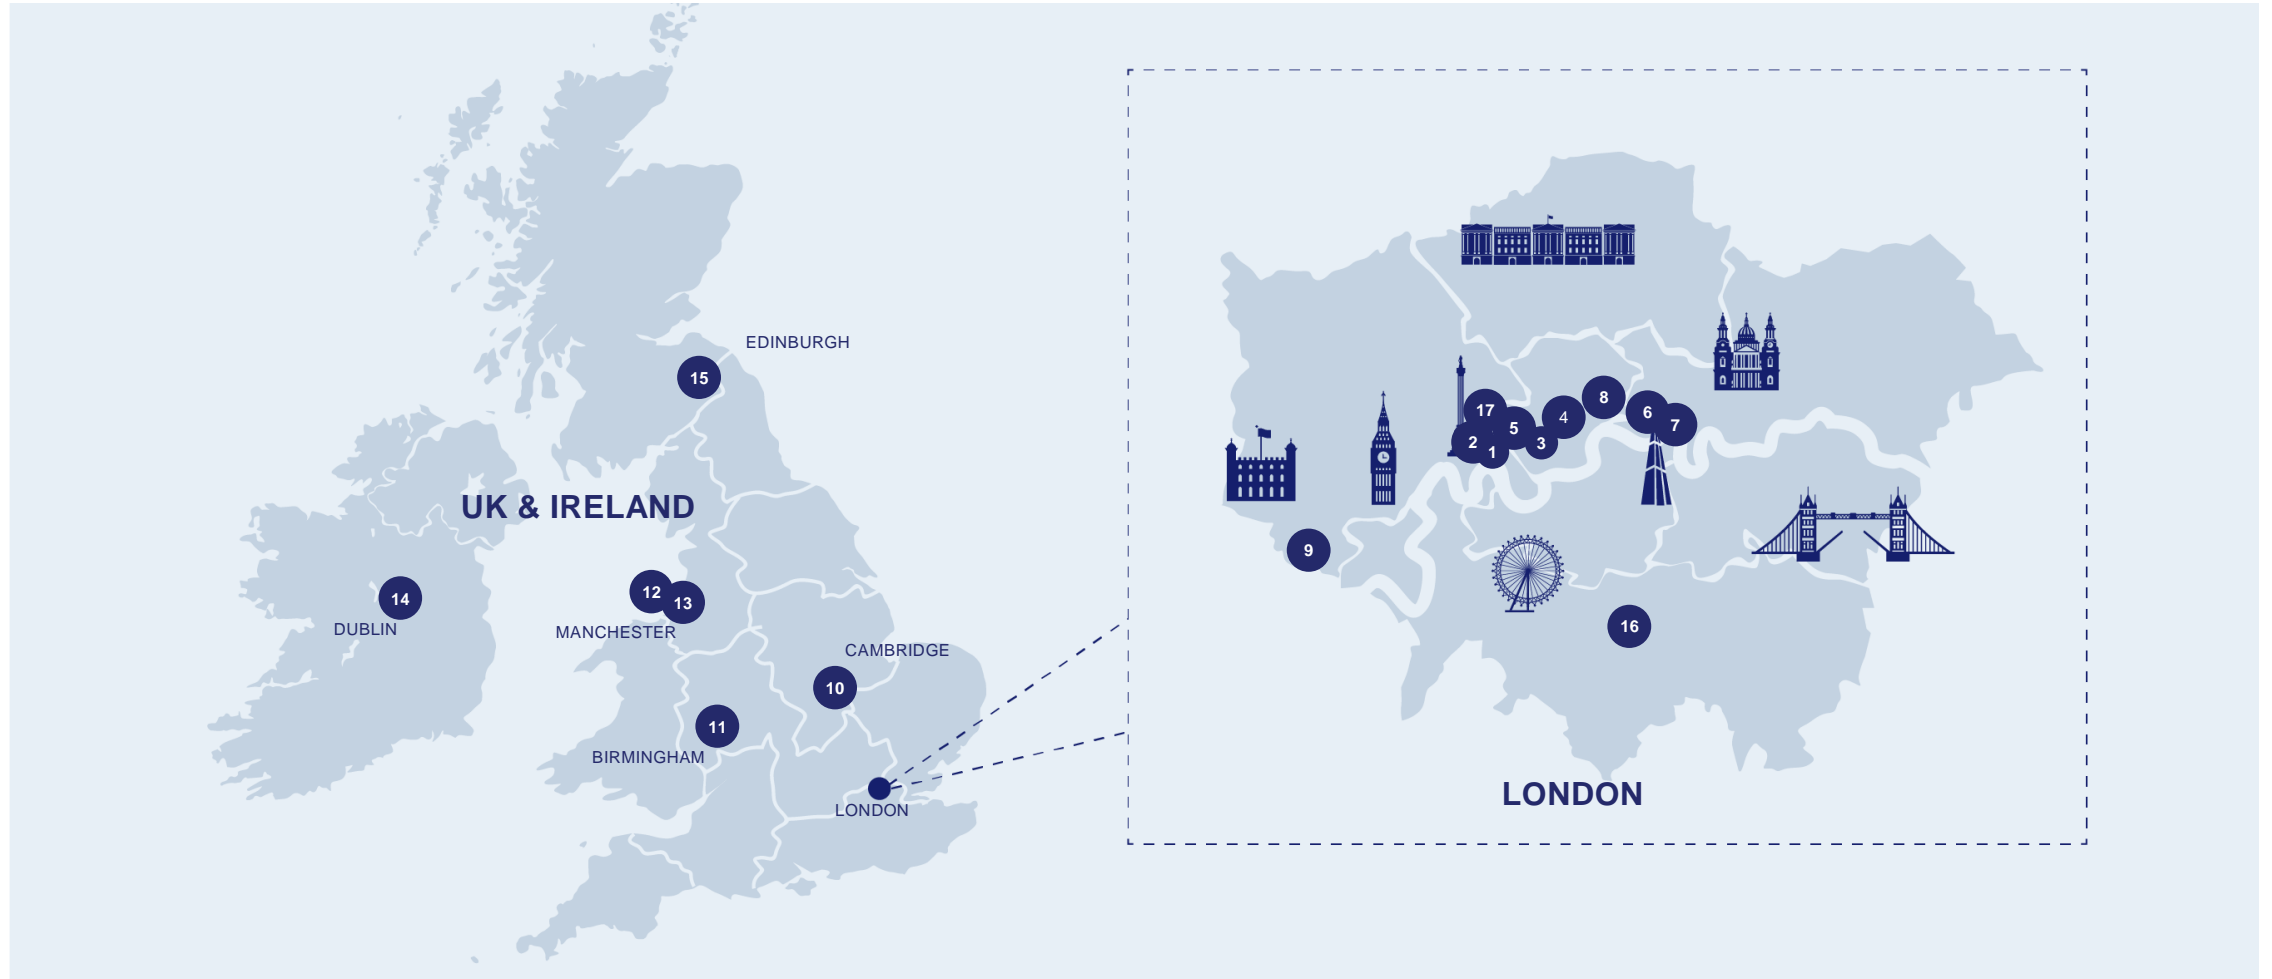 EDINBURGH
15
UK & IRELAND
14
DUBLIN
12
13
MANCHESTER
CAMBRIDGE
10
11
BIRMINGHAM
LONDON
17
2
1
5
3
4
8
6
7
9
16
LONDON